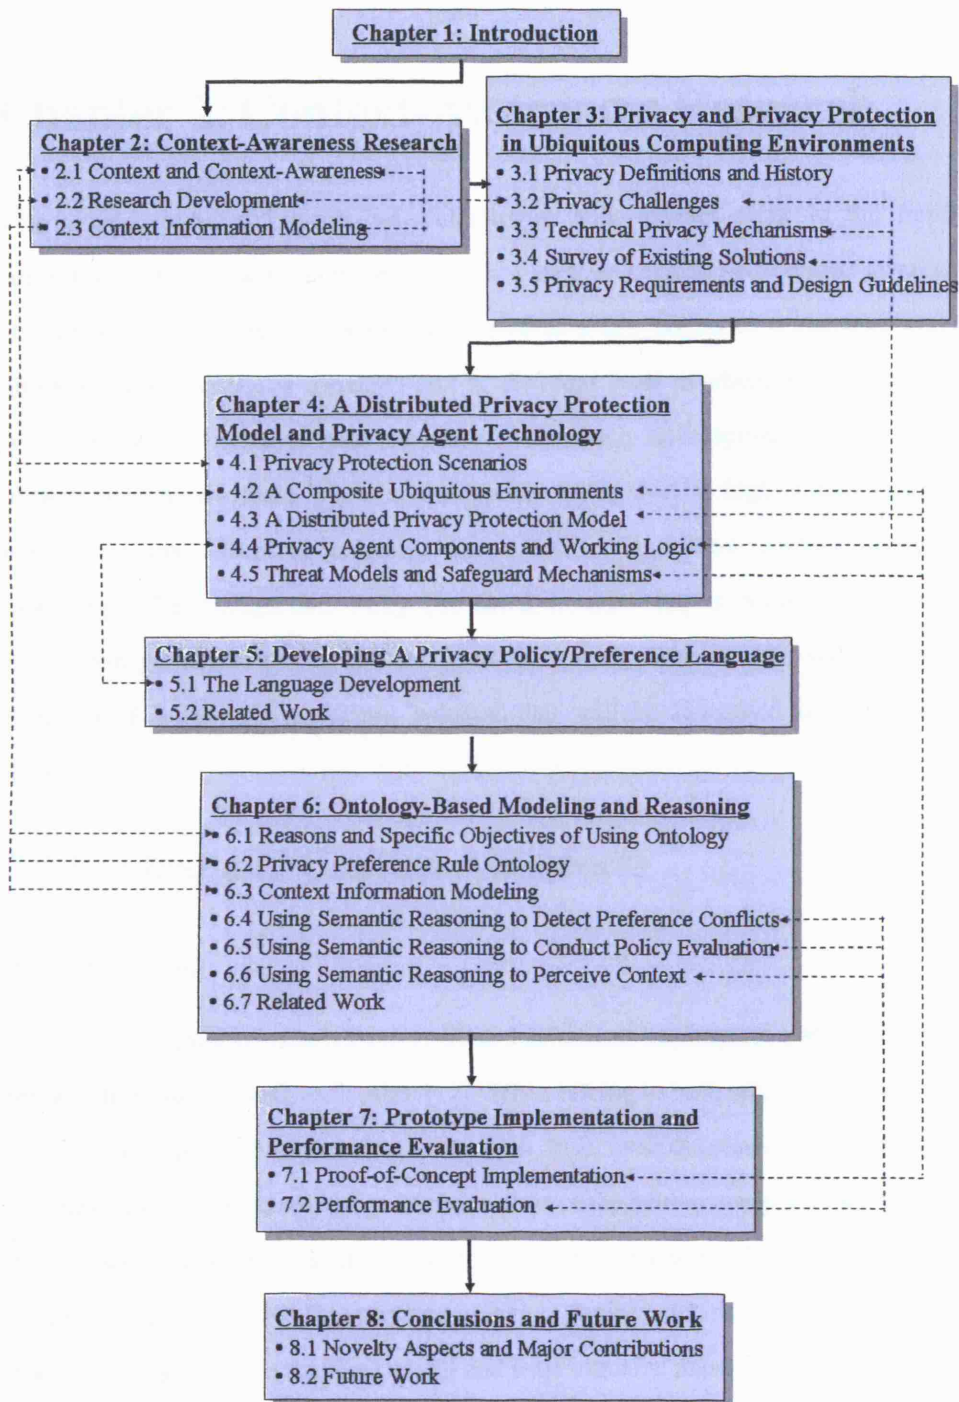 Chapter 1: Introduction
Chapter 2: Context-Awareness Research
• 2.1 Context and Context-Awareness
• 2.2 Research Development
• 2.3 Context Information Modeling
Chapter 3: Privacy and Privacy Protection
in Ubiquitous Computing Environments
• 3.1 Privacy Definitions and History
• 3.2 Privacy Challenges
• 3.3 Technical Privacy Mechanisms
• 3.4 Survey of Existing Solutions
• 3.5 Privacy Requirements and Design Guidelines
Chapter 4: A Distributed Privacy Protection
Model and Privacy Agent Technology
• 4.1 Privacy Protection Scenarios
• 4.2 A Composite Ubiquitous Environments
• 4.3 A Distributed Privacy Protection Model
• 4.4 Privacy Agent Components and Working Logic
• 4.5 Threat Models and Safeguard Mechanisms
Chapter 5: Developing A Privacy Policy/Preference Language
• 5.1 The Language Development
• 5.2 Related Work
Chapter 6: Ontology-Based Modeling and Reasoning
• 6.1 Reasons and Specific Objectives of Using Ontology
• 6.2 Privacy Preference Rule Ontology
• 6.3 Context Information Modeling
• 6.4 Using Semantic Reasoning to Detect Preference Conflicts
• 6.5 Using Semantic Reasoning to Conduct Policy Evaluation
• 6.6 Using Semantic Reasoning to Perceive Context
• 6.7 Related Work
Chapter 7: Prototype Implementation and
Performance Evaluation
• 7.1 Proof-of-Concept Implementation
• 7.2 Performance Evaluation
Chapter 8: Conclusions and Future Work
• 8.1 Novelty Aspects and Major Contributions
• 8.2 Future Work